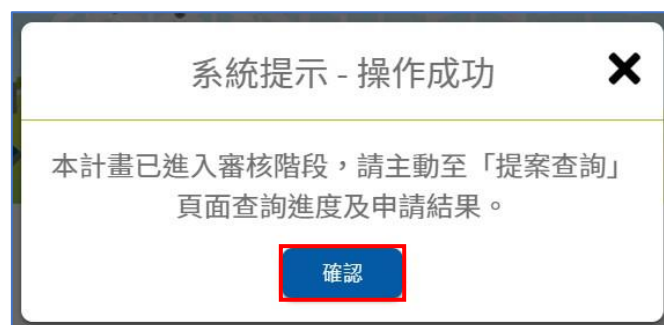 系統提示 - 操作成功
本計畫已進入審核階段，請主動至「提案查詢」
頁面查詢進度及申請結果。
確認